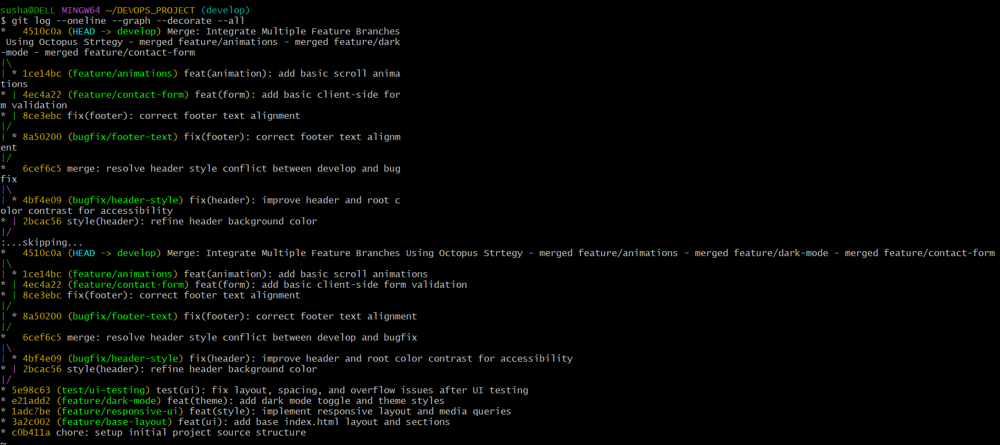 susha@DELL MINGW64 ~/DEVOPS_PROJECT (develop)
$ git log --oneline --graph --decorate --all
*   4510c0a (HEAD -> develop) Merge: Integrate Multiple Feature Branches
 Using Octopus Strtegy - merged feature/animations - merged feature/dark
-mode - merged feature/contact-form
|\
| * 1ce14bc (feature/animations) feat(animation): add basic scroll anima
tions
* | 4ec4a22 (feature/contact-form) feat(form): add basic client-side for
m validation
* | 8ce3ebc fix(footer): correct footer text alignment
|/
| * 8a50200 (bugfix/footer-text) fix(footer): correct footer text alignm
ent
|/
*   6cef6c5 merge: resolve header style conflict between develop and bug
fix
|\
| * 4bf4e09 (bugfix/header-style) fix(header): improve header and root c
olor contrast for accessibility
* | 2bcac56 style(header): refine header background color
|/
:...skipping...
*   4510c0a (HEAD -> develop) Merge: Integrate Multiple Feature Branches Using Octopus Strtegy - merged feature/animations - merged feature/dark-mode - merged feature/contact-form
|\
| * 1ce14bc (feature/animations) feat(animation): add basic scroll animations
* | 4ec4a22 (feature/contact-form) feat(form): add basic client-side form validation
* | 8ce3ebc fix(footer): correct footer text alignment
|/
| * 8a50200 (bugfix/footer-text) fix(footer): correct footer text alignment
|/
*   6cef6c5 merge: resolve header style conflict between develop and bugfix
|\
| * 4bf4e09 (bugfix/header-style) fix(header): improve header and root color contrast for accessibility
* | 2bcac56 style(header): refine header background color
|/
* 5e98c63 (test/ui-testing) test(ui): fix layout, spacing, and overflow issues after UI testing
* e21add2 (feature/dark-mode) feat(theme): add dark mode toggle and theme styles
* 1adc7be (feature/responsive-ui) feat(style): implement responsive layout and media queries
* 3a2c002 (feature/base-layout) feat(ui): add base index.html layout and sections
* c0b411a chore: setup initial project source structure
~